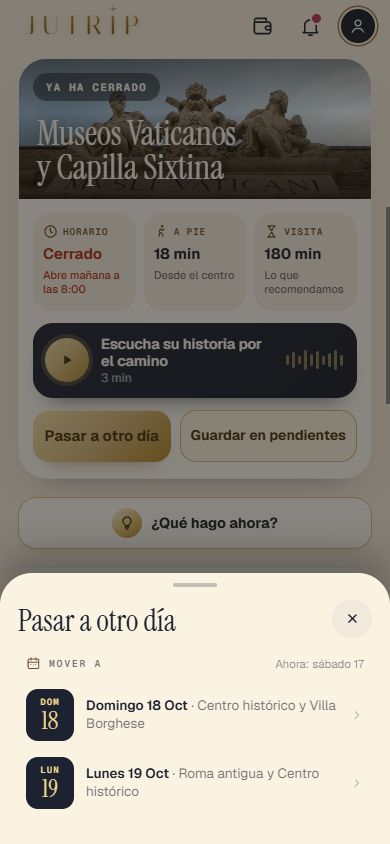 JUTRIP
YA HA CERRADO
Museos Vaticanos
y Capilla Sixtina
MUSEI VATICANI
HORARIO
Cerrado
Abre mañana a
las 8:00
A PIE
18 min
Desde el centro
VISITA
180 min
Lo que
recomendamos
Escucha su historia por
el camino
3 min
Pasar a otro día
Guardar en pendientes
¿Qué hago ahora?
Pasar a otro día
×
MOVER A
Ahora: sábado 17
DOM
18
Domingo 18 Oct · Centro histórico y Villa
Borghese
LUN
19
Lunes 19 Oct · Roma antigua y Centro
histórico